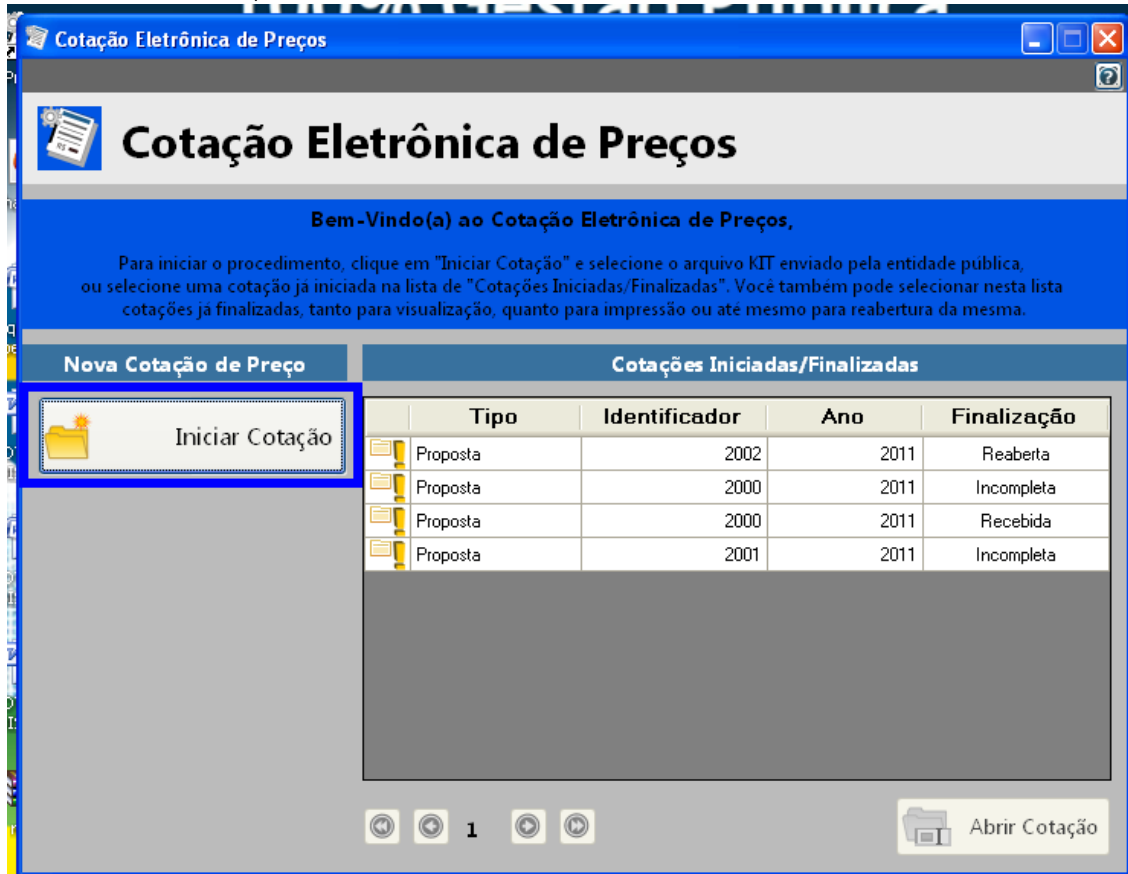 100% Gestão Pública
Cotação Eletrônica de Preços
Cotação Eletrônica de Preços
Bem-Vindo(a) ao Cotação Eletrônica de Preços,
Para iniciar o procedimento, clique em "Iniciar Cotação" e selecione o arquivo KIT enviado pela entidade pública,
ou selecione uma cotação já iniciada na lista de "Cotações Iniciadas/Finalizadas". Você também pode selecionar nesta lista
cotações já finalizadas, tanto para visualização, quanto para impressão ou até mesmo para reabertura da mesma.
Nova Cotação de Preço
Cotações Iniciadas/Finalizadas
Iniciar Cotação
Tipo Identificador Ano Finalização
Proposta 2002 2011 Reaberta
Proposta 2000 2011 Incompleta
Proposta 2000 2011 Recebida
Proposta 2001 2011 Incompleta
1
Abrir Cotação